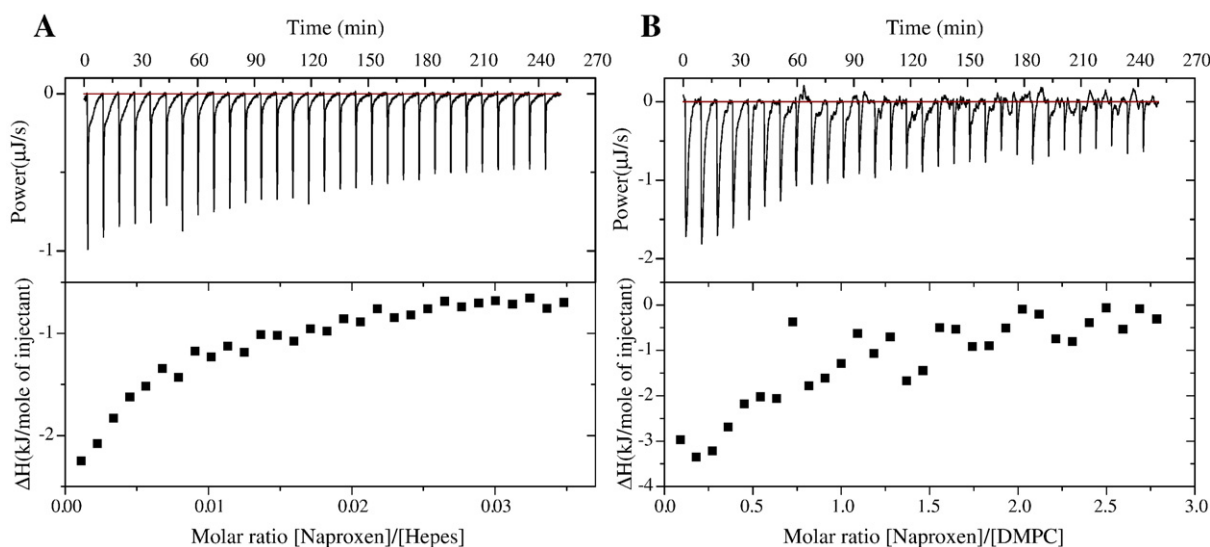 A
Time (min)
0 30 60 90 120 150 180 210 240 270
Power(µJ/s)
0
-1
ΔH(kJ/mole of injectant)
-1
-2
0.00 0.01 0.02 0.03
Molar ratio [Naproxen]/[Hepes]
B
Time (min)
0 30 60 90 120 150 180 210 240 270
Power(µJ/s)
0
-1
-2
ΔH(kJ/mole of injectant)
0
-1
-2
-3
-4
0.0 0.5 1.0 1.5 2.0 2.5 3.0
Molar ratio [Naproxen]/[DMPC]